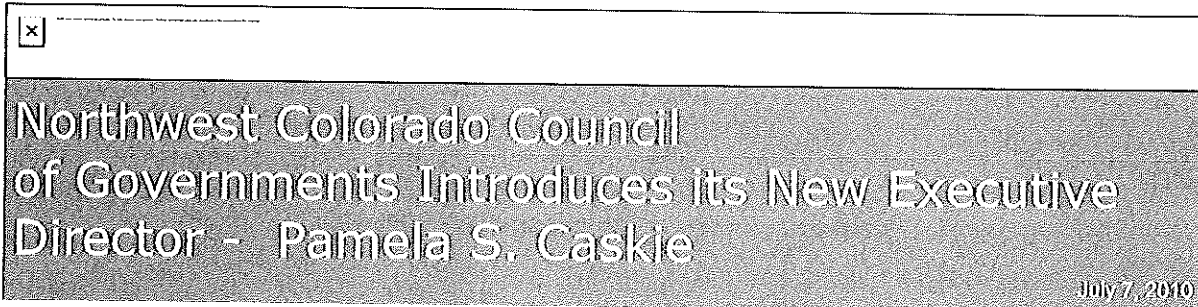 Northwest Colorado Council
of Governments Introduces its New Executive
Director - Pamela S. Caskie
July 7, 2010